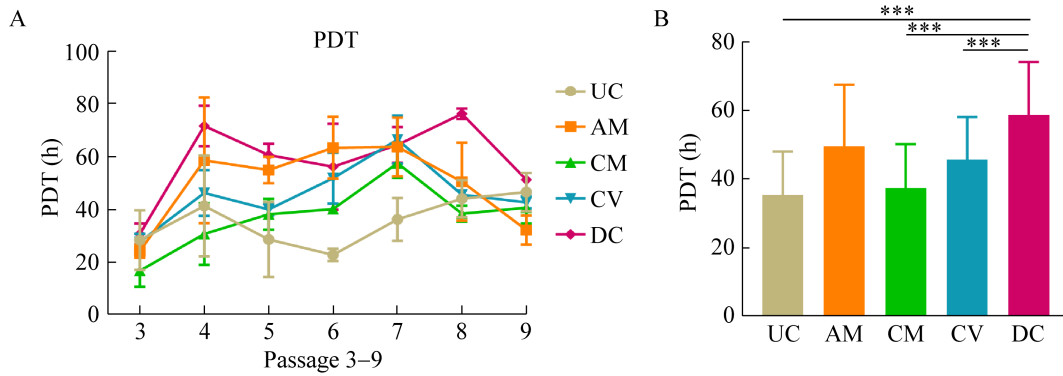 A
PDT
PDT (h)
100
80
60
40
20
0
3 4 5 6 7 8 9
Passage 3–9
UC
AM
CM
CV
DC
B
***
***
***
PDT (h)
80
60
40
20
0
UC AM CM CV DC